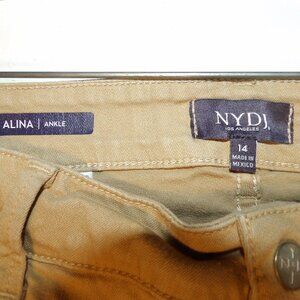 ALINA | ANKLE
NYDJ
LOS ANGELES
14
MADE IN
MEXICO